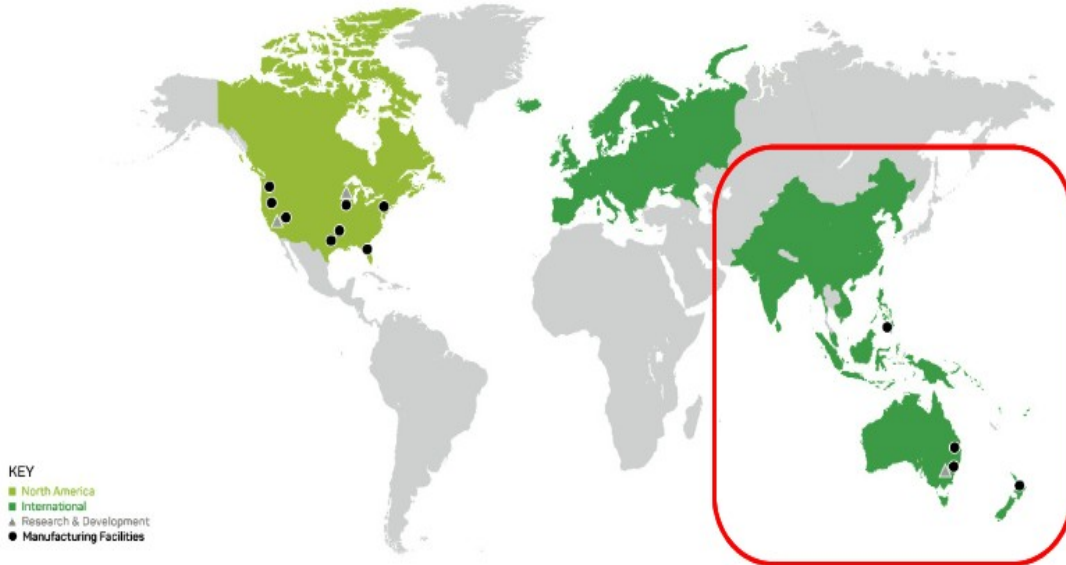 KEY
North America
International
Research & Development
Manufacturing Facilities